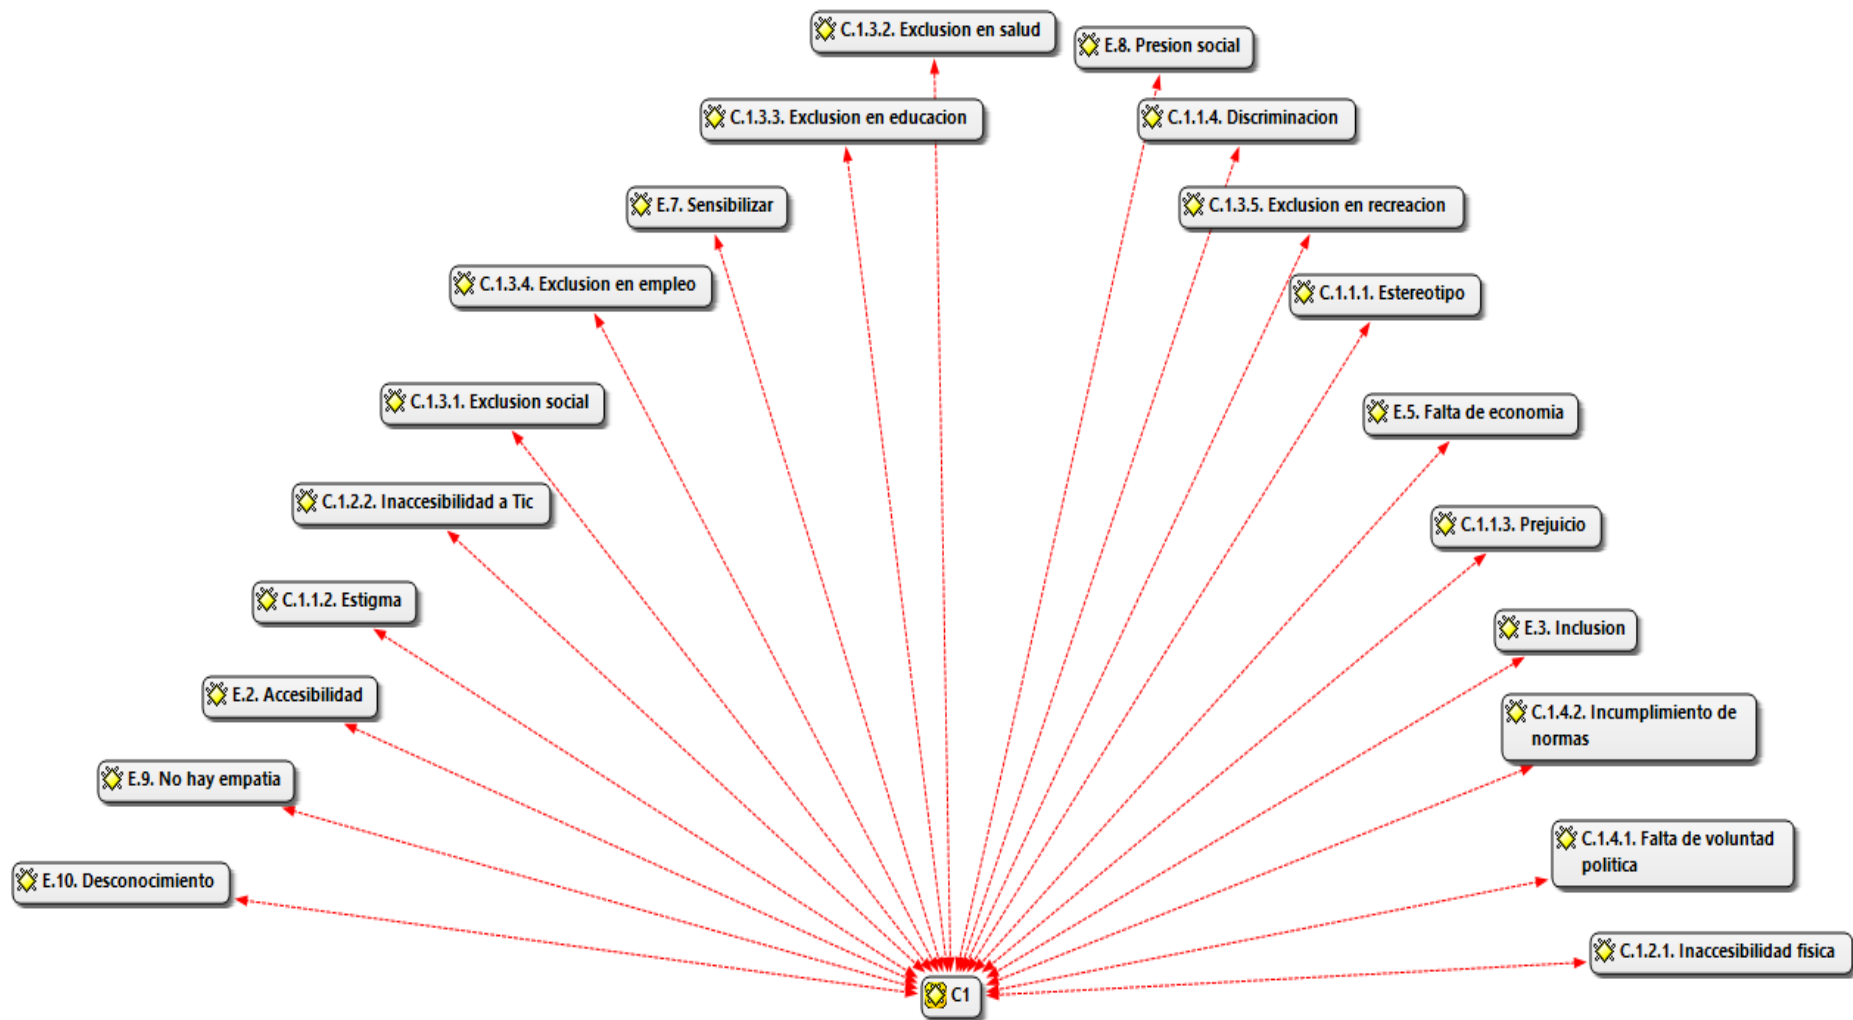 C.1.3.2. Exclusion en salud
E.8. Presion social
C.1.3.3. Exclusion en educacion
C.1.1.4. Discriminacion
E.7. Sensibilizar
C.1.3.5. Exclusion en recreacion
C.1.3.4. Exclusion en empleo
C.1.1.1. Estereotipo
C.1.3.1. Exclusion social
E.5. Falta de economia
C.1.2.2. Inaccesibilidad a Tic
C.1.1.3. Prejuicio
C.1.1.2. Estigma
E.3. Inclusion
E.2. Accesibilidad
C.1.4.2. Incumplimiento de
normas
E.9. No hay empatia
C.1.4.1. Falta de voluntad
politica
E.10. Desconocimiento
C.1.2.1. Inaccesibilidad fisica
C1